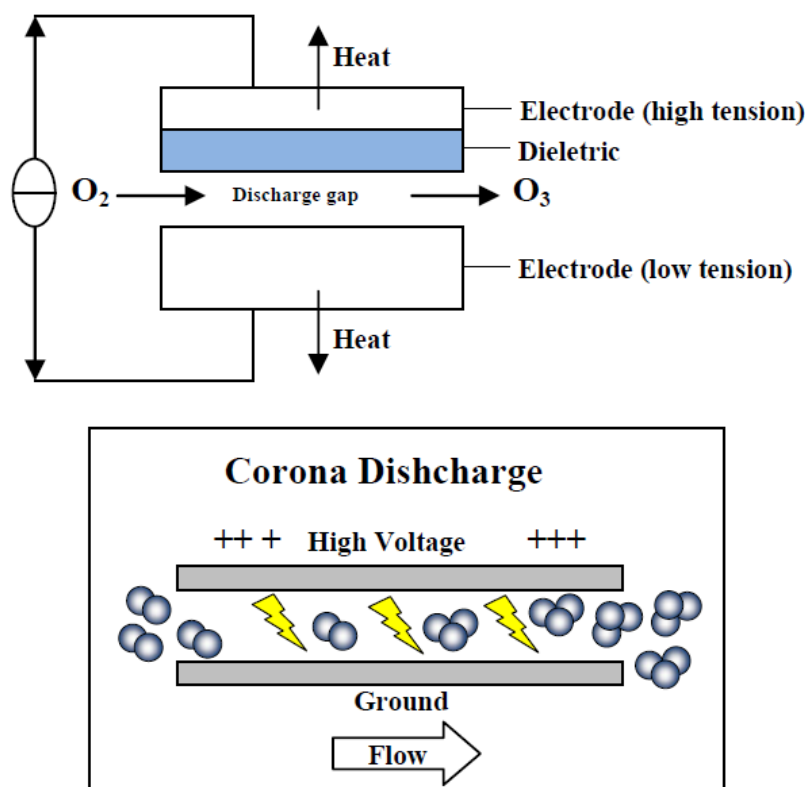 Heat
Electrode (high tension)
Dieletric
O₂
Discharge gap
O₃
Electrode (low tension)
Heat
Corona Dishcharge
++ + High Voltage +++
Ground
Flow